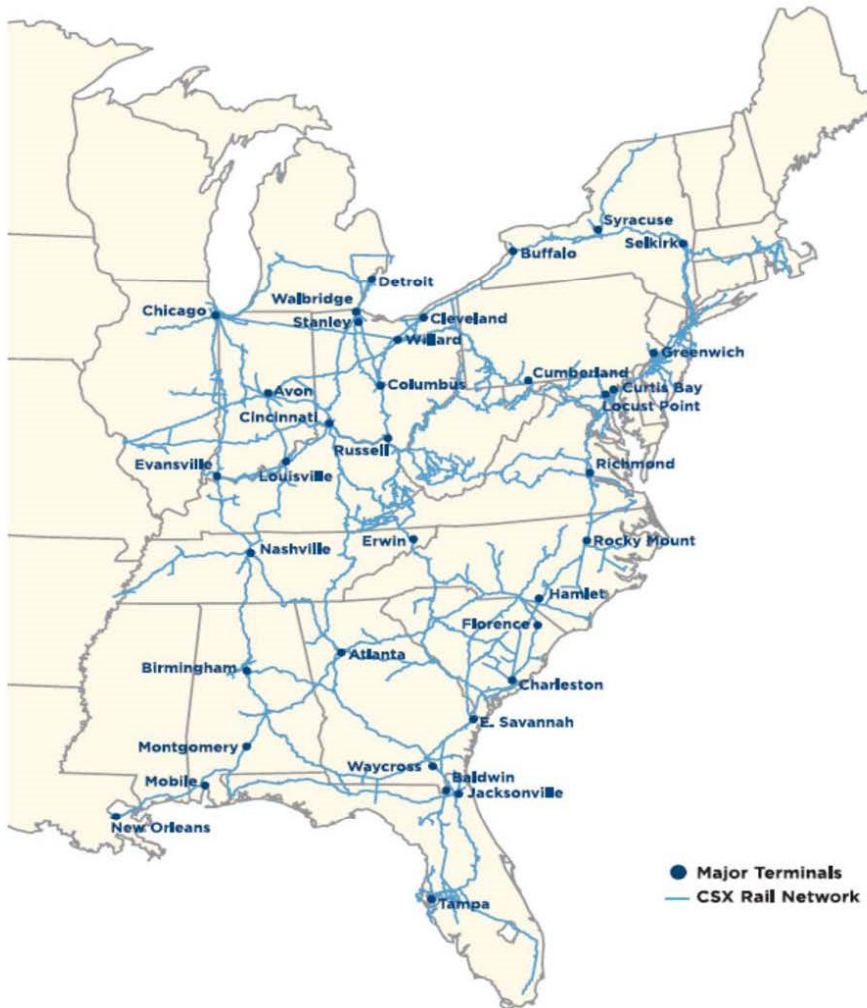 Syracuse
Selkirk
Buffalo
Detroit
Walbridge
Chicago
Stanley
Cleveland
Willard
Greenwich
Cumberland
Columbus
Curtis Bay
Avon
Locust Point
Cincinnati
Russell
Evansville
Louisville
Richmond
Erwin
Rocky Mount
Nashville
Hamlet
Florence
Atlanta
Birmingham
Charleston
E. Savannah
Montgomery
Waycross
Baldwin
Mobile
Jacksonville
New Orleans
Major Terminals
CSX Rail Network
Tampa